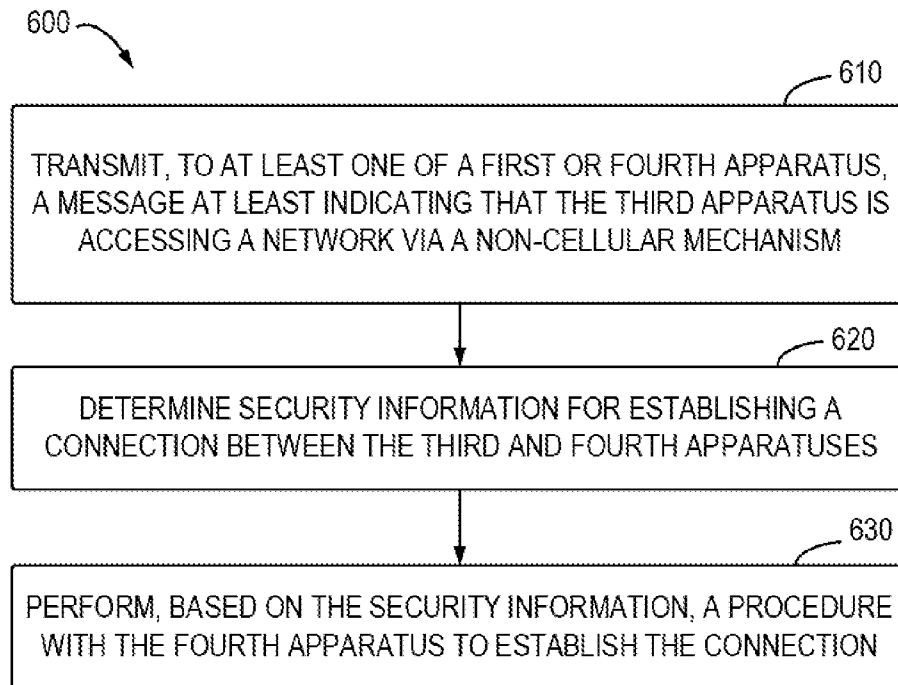 600
610
TRANSMIT, TO AT LEAST ONE OF A FIRST OR FOURTH APPARATUS,
A MESSAGE AT LEAST INDICATING THAT THE THIRD APPARATUS IS
ACCESSING A NETWORK VIA A NON-CELLULAR MECHANISM
620
DETERMINE SECURITY INFORMATION FOR ESTABLISHING A
CONNECTION BETWEEN THE THIRD AND FOURTH APPARATUSES
630
PERFORM, BASED ON THE SECURITY INFORMATION, A PROCEDURE
WITH THE FOURTH APPARATUS TO ESTABLISH THE CONNECTION